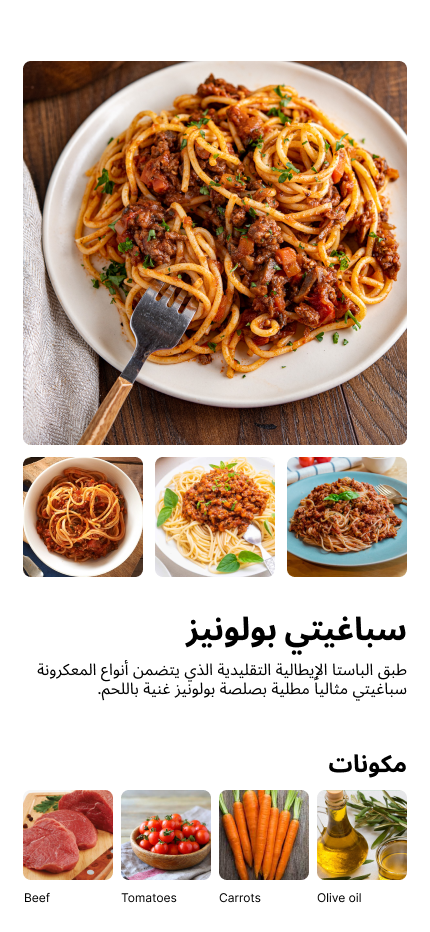 سباغيتي بولونيز
طبق الباستا الإيطالية التقليدية الذي يتضمن أنواع المعكرونة
سباغيتي مثالياً مطلية بصلصة بولونيز غنية باللحم.
مكونات
Beef
Tomatoes
Carrots
Olive oil